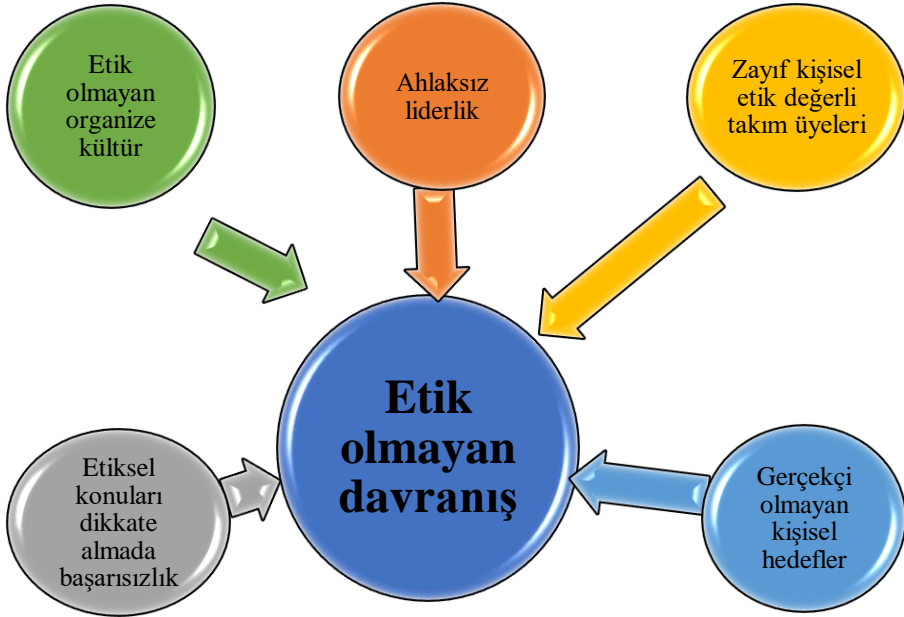 Etik
olmayan
organize
kültür
Ahlaksız
liderlik
Zayıf kişisel
etik değerli
takım üyeleri
Etik
olmayan
davranış
Etiksel
konuları
dikkate
almada
başarısızlık
Gerçekçi
olmayan
kişisel
hedefler